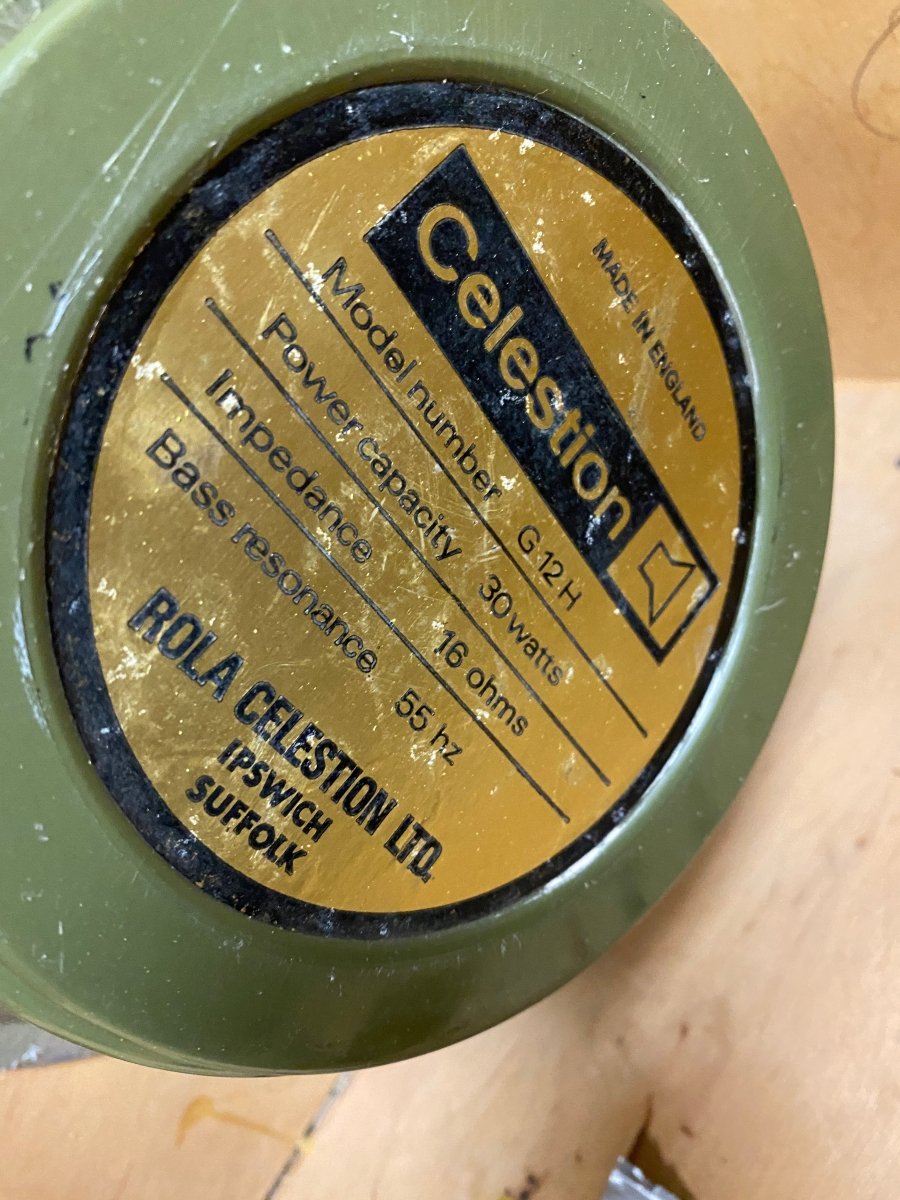 MADE IN ENGLAND
Celestion
Model number G 12 H
Power capacity 30 watts
Impedance 16 ohms
Bass resonance 55 hz
ROLA CELESTION LTD.
IPSWICH
SUFFOLK